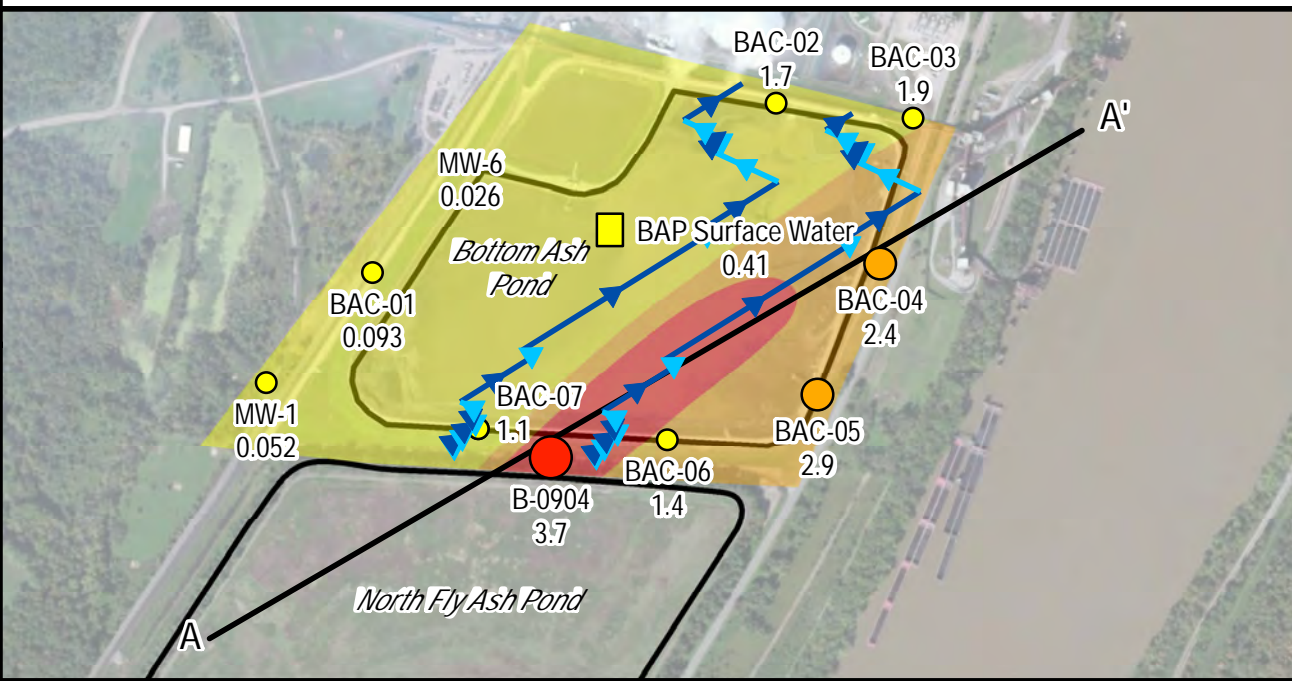 BAC-02
1.7
BAC-03
1.9
A'
MW-6
0.026
BAP Surface Water
0.41
Bottom Ash
Pond
BAC-01
0.093
BAC-04
2.4
MW-1
0.052
BAC-07
1.1
BAC-05
2.9
BAC-06
1.4
B-0904
3.7
North Fly Ash Pond
A